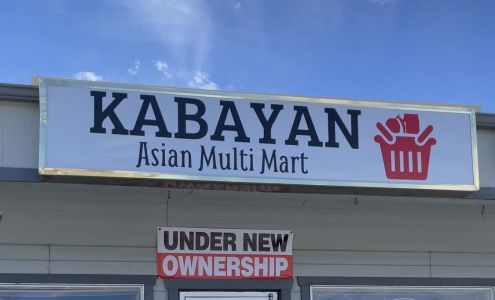 KABAYAN
Asian Multi Mart
UNDER NEW
OWNERSHIP